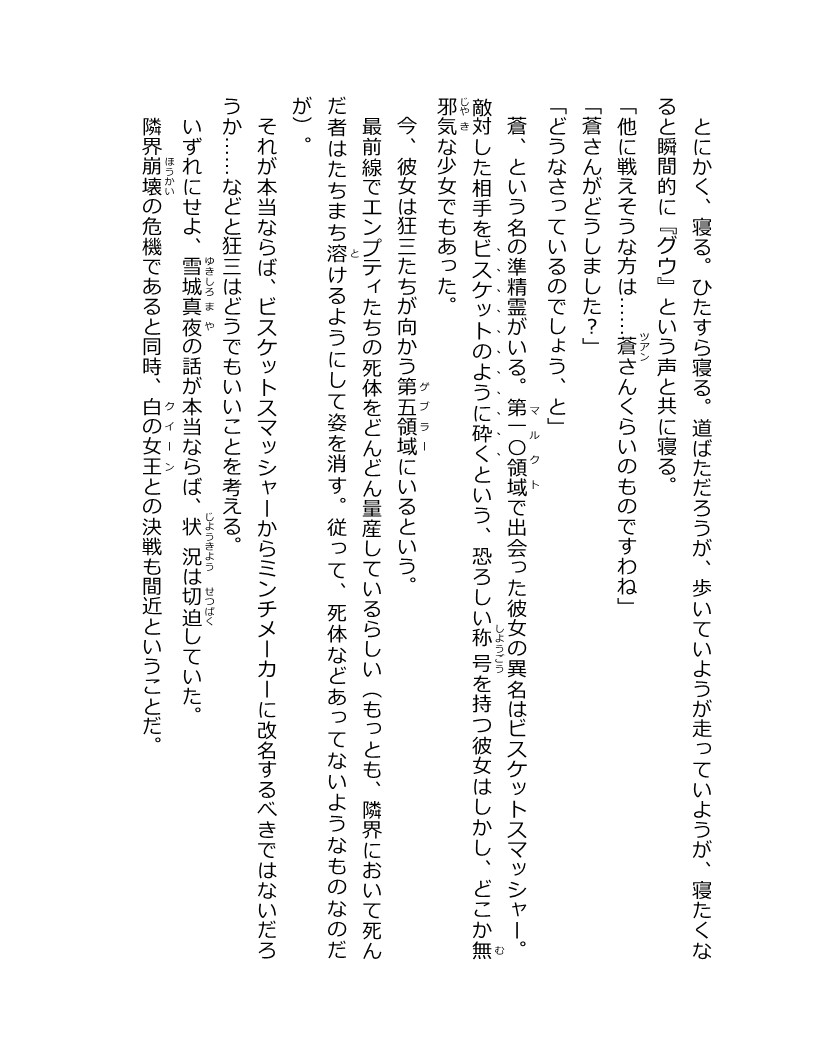 とにかく、寝る。ひたすら寝る。道ばただろうが、歩いていようが走っていようが、寝たくな
ると瞬間的に『グウ』という声と共に寝る。
「他に戦えそうな方は……蒼さんくらいのものですわね」
「蒼さんがどうしました？」
「どうなさっているのでしょう、と」
蒼、という名の準精霊がいる。第一〇領域で出会った彼女の異名はビスケットスマッシャー。
敵対した相手をビスケットのように砕くという、恐ろしい称号を持つ彼女はしかし、どこか無
邪気な少女でもあった。
今、彼女は狂三たちが向かう第五領域にいるという。
最前線でエンプティたちの死体をどんどん量産しているらしい（もっとも、隣界において死ん
だ者はたちまち溶けるようにして姿を消す。従って、死体などあってないようなものなのだ
が）。
それが本当ならば、ビスケットスマッシャーからミンチメーカーに改名するべきではないだろ
うか……などと狂三はどうでもいいことを考える。
いずれにせよ、雪城真夜の話が本当ならば、状況は切迫していた。
隣界崩壊の危機であると同時、白の女王との決戦も間近ということだ。